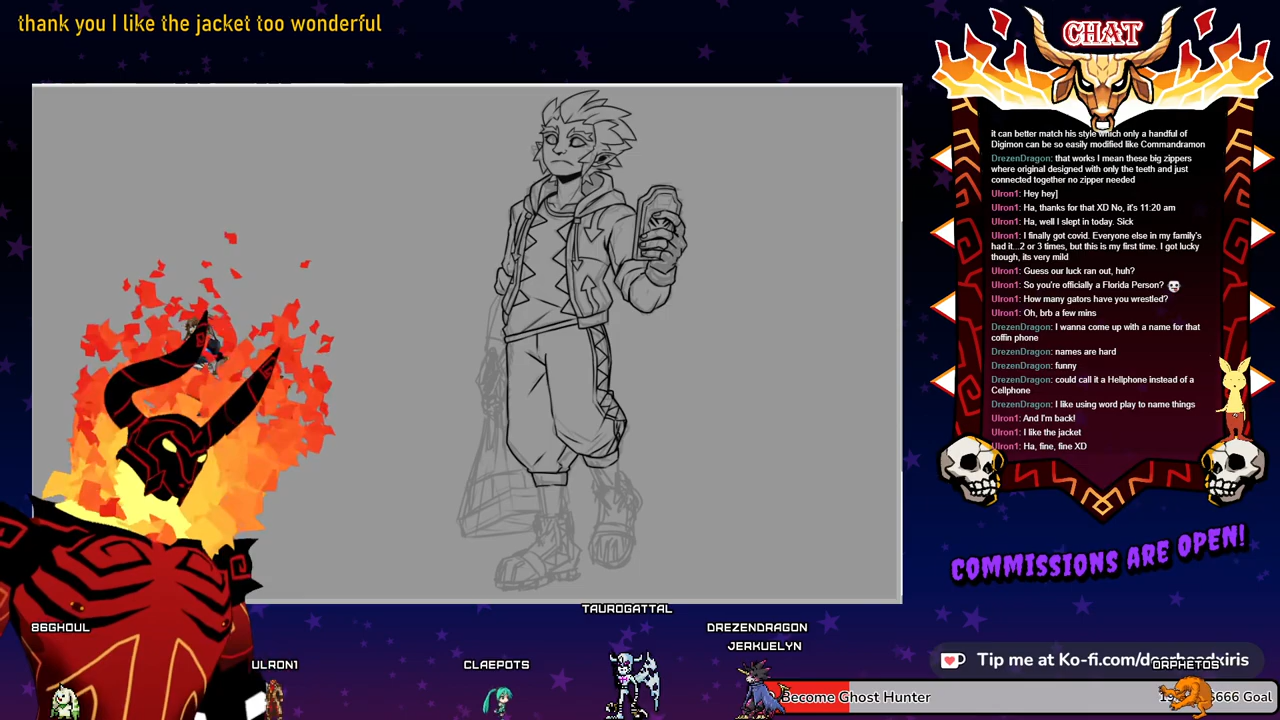 thank you I like the jacket too wonderful
CHAT
it can better match his style which only a handful of
Digimon can be so easily modified like Commandramon
DrezenDragon: that works I mean these big zippers
where original designed with only the teeth and just
connected together no zipper needed
Ulron1: Hey hey]
Ulron1: Ha, thanks for that XD No, it's 11:20 am
Ulron1: Ha, well I slept in today. Sick
Ulron1: I finally got covid. Everyone else in my family's
had it...2 or 3 times, but this is my first time. I got lucky
though, its very mild
Ulron1: Guess our luck ran out, huh?
Ulron1: So you're officially a Florida Person?
Ulron1: How many gators have you wrestled?
Ulron1: Oh, brb a few mins
DrezenDragon: I wanna come up with a name for that
coffin phone
DrezenDragon: names are hard
DrezenDragon: funny
DrezenDragon: could call it a Hellphone instead of a
Cellphone
DrezenDragon: I like using word play to name things
Ulron1: And I'm back!
Ulron1: I like the jacket
Ulron1: Ha, fine, fine XD
COMMISSIONS ARE OPEN!
TAUROGATTAL
86GHOUL
DREZENDRAGON
JERKUELYN
ULRON1
CLAEPOTS
Tip me at Ko-fi.com/
ORPHETOS
Become Ghost Hunter
$666 Goal